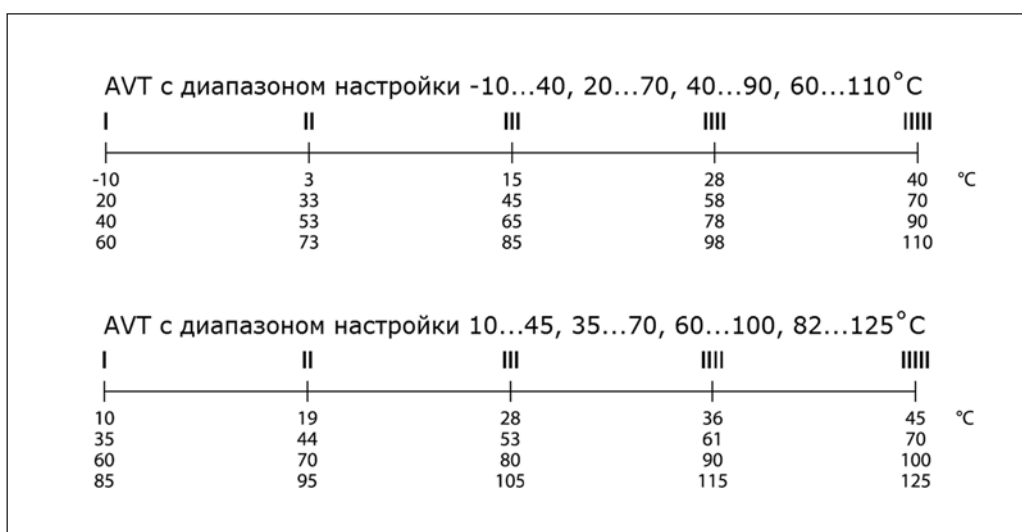 AVT с диапазоном настройки -10...40, 20...70, 40...90, 60...110°C
I II III IIII IIIII
-10 3 15 28 40 °C
20 33 45 58 70
40 53 65 78 90
60 73 85 98 110
AVT с диапазоном настройки 10...45, 35...70, 60...100, 82...125°C
I II III IIII IIIII
10 19 28 36 45 °C
35 44 53 61 70
60 70 80 90 100
85 95 105 115 125